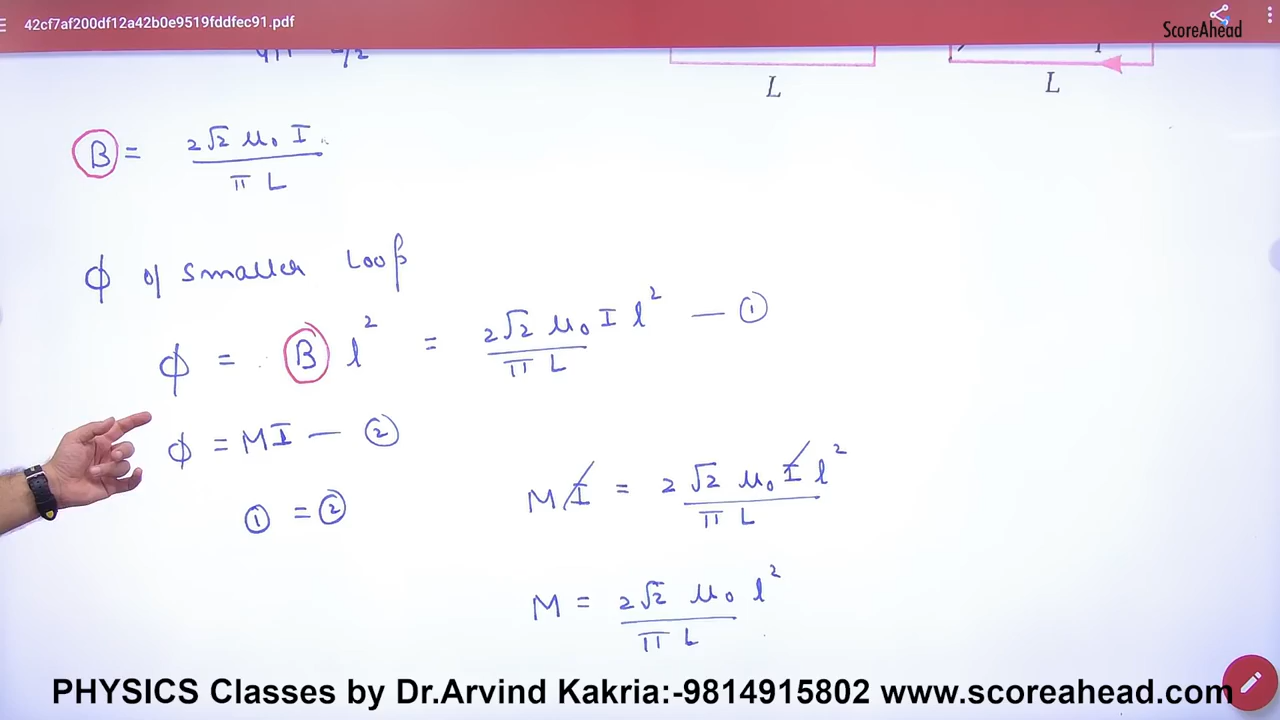 42cf7af200df12a42b0e9519fddfec91.pdf
ScoreAhead
L
L
B = 2√2 μ₀ I / π L
ϕ of smaller loop
ϕ = B l² = 2√2 μ₀ I l² / π L — ①
ϕ = MI — ②
① = ②
M I = 2√2 μ₀ I l² / π L
M = 2√2 μ₀ l² / π L
PHYSICS Classes by Dr.Arvind Kakria:-9814915802 www.scoreahead.com